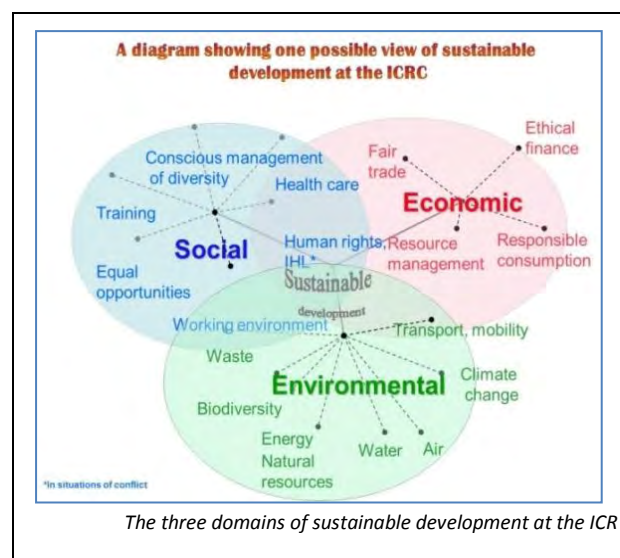 A diagram showing one possible view of sustainable
development at the ICRC
Ethical
finance
Fair
trade
Conscious management
of diversity
Health care
Economic
Training
Social
Human rights,
IHL*
Resource
management
Responsible
consumption
Equal
opportunities
Sustainable
development
Working environment
Transport, mobility
Waste
Environmental
Climate
change
Biodiversity
Energy
Natural
resources
Water
Air
*In situations of conflict
The three domains of sustainable development at the ICR